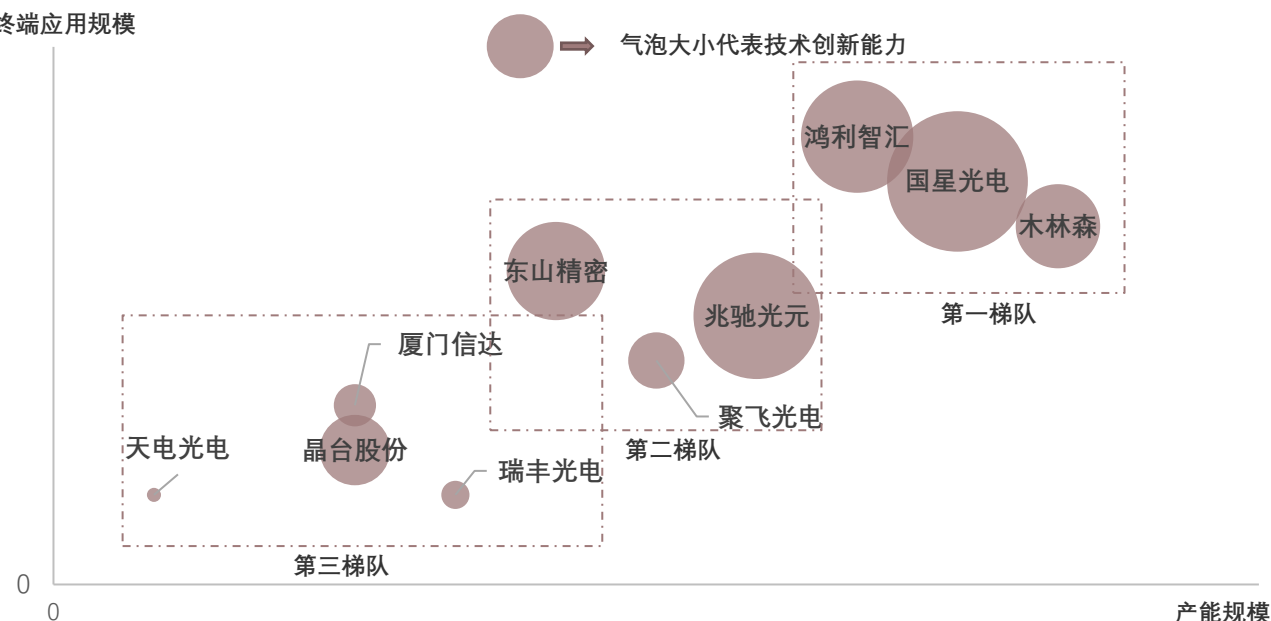 终端应用规模
气泡大小代表技术创新能力
鸿利智汇
国星光电
木林森
东山精密
兆驰光元
第一梯队
厦门信达
聚飞光电
天电光电
晶台股份
第二梯队
瑞丰光电
第三梯队
0
0
产能规模